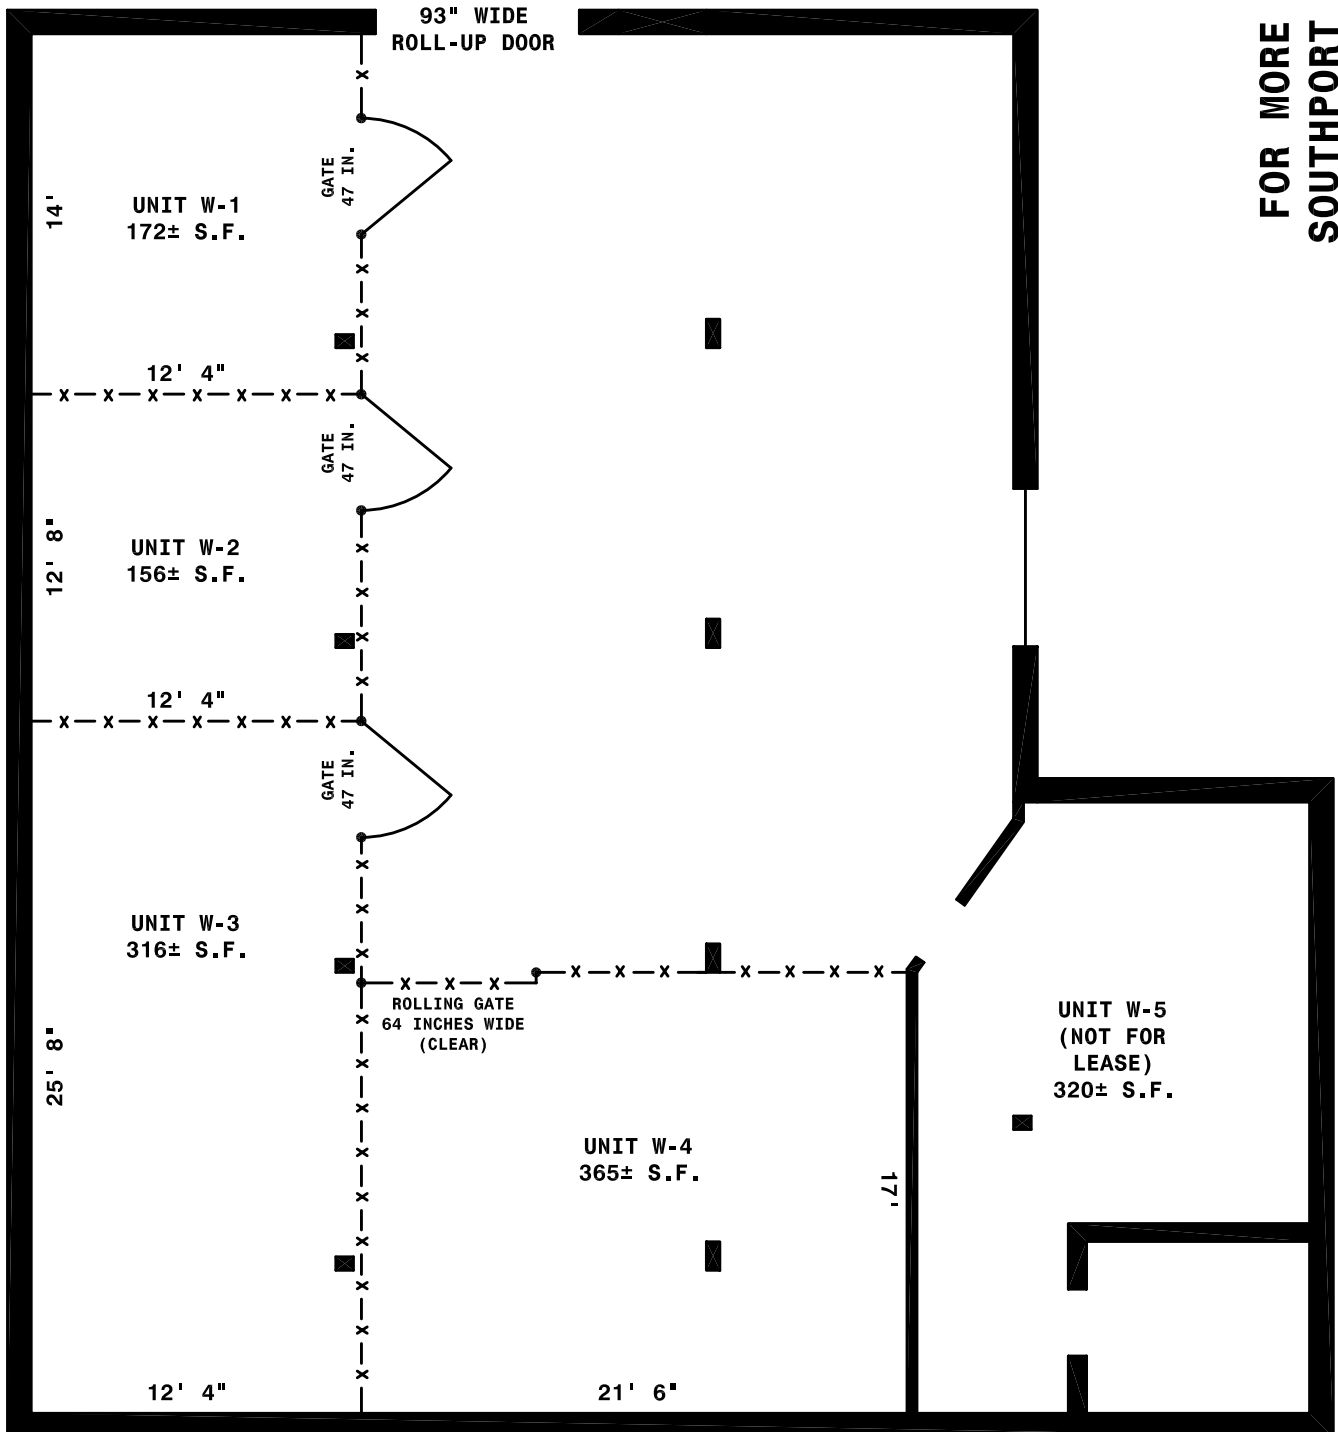 93" WIDE
ROLL-UP DOOR
FOR MORE
SOUTHPORT
GATE
47 IN.
14'
UNIT W-1
172± S.F.
12' 4"
GATE
47 IN.
12' 8"
UNIT W-2
156± S.F.
12' 4"
GATE
47 IN.
UNIT W-3
316± S.F.
25' 8"
ROLLING GATE
64 INCHES WIDE
(CLEAR)
UNIT W-5
(NOT FOR
LEASE)
320± S.F.
UNIT W-4
365± S.F.
17'
12' 4"
21' 6"